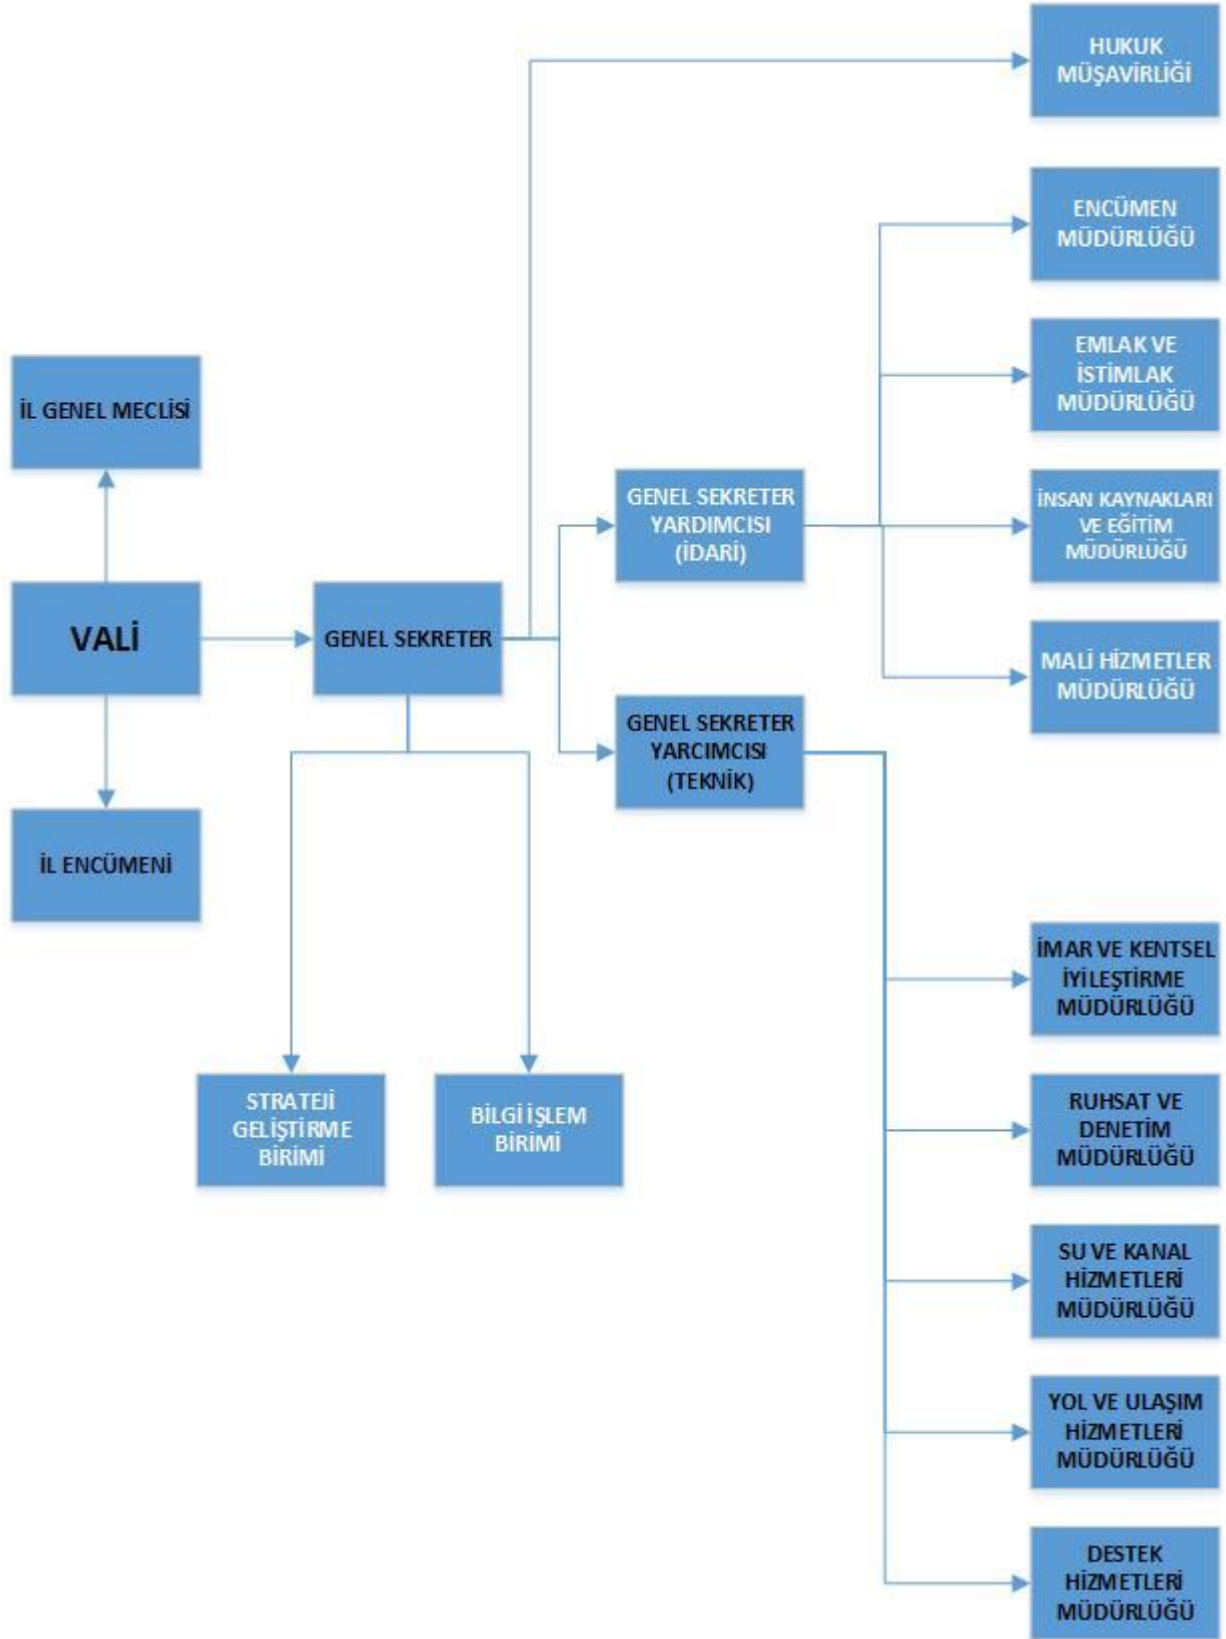 HUKUK
MÜŞAVİRLİĞİ
ENCÜMEN
MÜDÜRLÜĞÜ
EMLAK VE
İSTİMLAK
MÜDÜRLÜĞÜ
İL GENEL MECLİSİ
GENEL SEKRETER
YARDIMCISI
(İDARİ)
İNSAN KAYNAKLARI
VE EĞİTİM
MÜDÜRLÜĞÜ
VALİ
GENEL SEKRETER
MALİ HİZMETLER
MÜDÜRLÜĞÜ
GENEL SEKRETER
YARCIMCISI
(TEKNİK)
İL ENCÜMENİ
İMAR VE KENTSEL
İYİLEŞTİRME
MÜDÜRLÜĞÜ
STRATEJİ
GELİŞTİRME
BİRİMİ
BİLGİ İŞLEM
BİRİMİ
RUHSAT VE
DENETİM
MÜDÜRLÜĞÜ
SU VE KANAL
HİZMETLERİ
MÜDÜRLÜĞÜ
YOL VE ULAŞIM
HİZMETLERİ
MÜDÜRLÜĞÜ
DESTEK
HİZMETLERİ
MÜDÜRLÜĞÜ